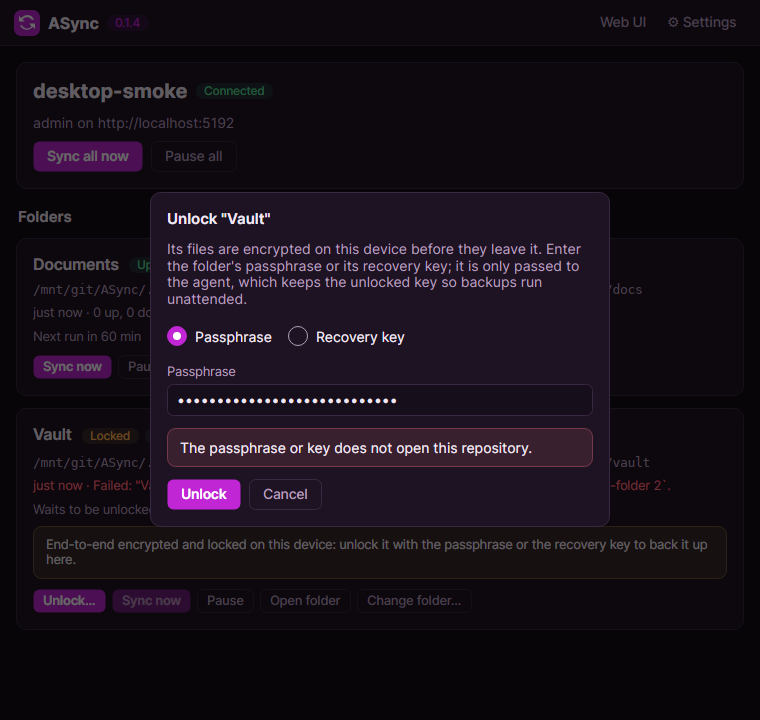 ASync 0.1.4 Web UI ⚙ Settings
desktop-smoke Connected
admin on http://localhost:5192
Sync all now Pause all
Folders
Documents
/mnt/git/ASync/ /docs
just now · 0 up, 0
Next run in 60 min
Sync now
Unlock "Vault"
Its files are encrypted on this device before they leave it. Enter
the folder's passphrase or its recovery key; it is only passed to
the agent, which keeps the unlocked key so backups run
unattended.
Passphrase Recovery key
Passphrase
The passphrase or key does not open this repository.
Unlock Cancel
Vault Locked
/mnt/git/ASync/ /vault
just now · Failed: -folder 2`.
Waits to be unlocked
End-to-end encrypted and locked on this device: unlock it with the passphrase or the recovery key to back it up
here.
Unlock... Sync now Pause Open folder Change folder...